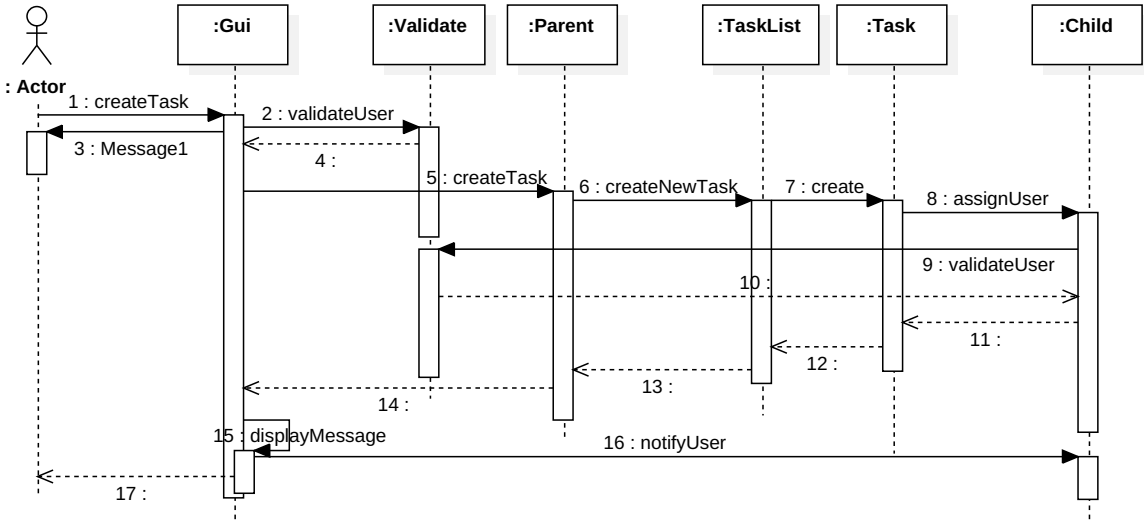 :Gui
:Validate
:Parent
:TaskList
:Task
:Child
: Actor
1 : createTask
2 : validateUser
3 : Message1
4 :
5 : createTask
6 : createNewTask
7 : create
8 : assignUser
9 : validateUser
10 :
11 :
12 :
13 :
14 :
15 : displayMessage
16 : notifyUser
17 :